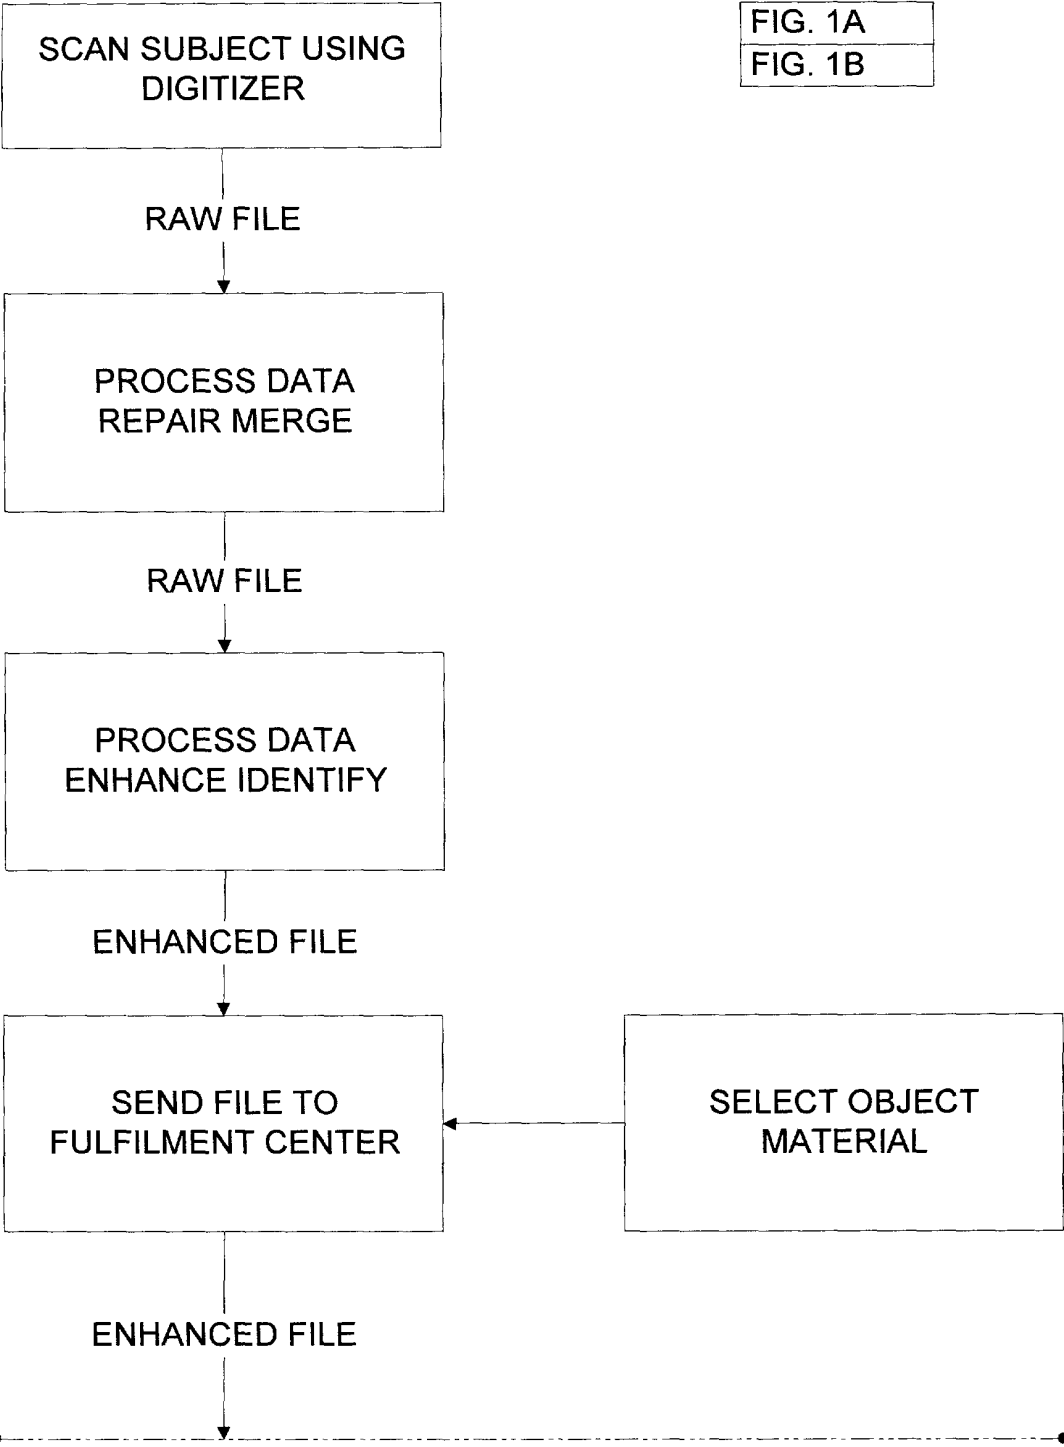 SCAN SUBJECT USING
DIGITIZER
FIG. 1A
FIG. 1B
RAW FILE
PROCESS DATA
REPAIR MERGE
RAW FILE
PROCESS DATA
ENHANCE IDENTIFY
ENHANCED FILE
SEND FILE TO
FULFILMENT CENTER
SELECT OBJECT
MATERIAL
ENHANCED FILE